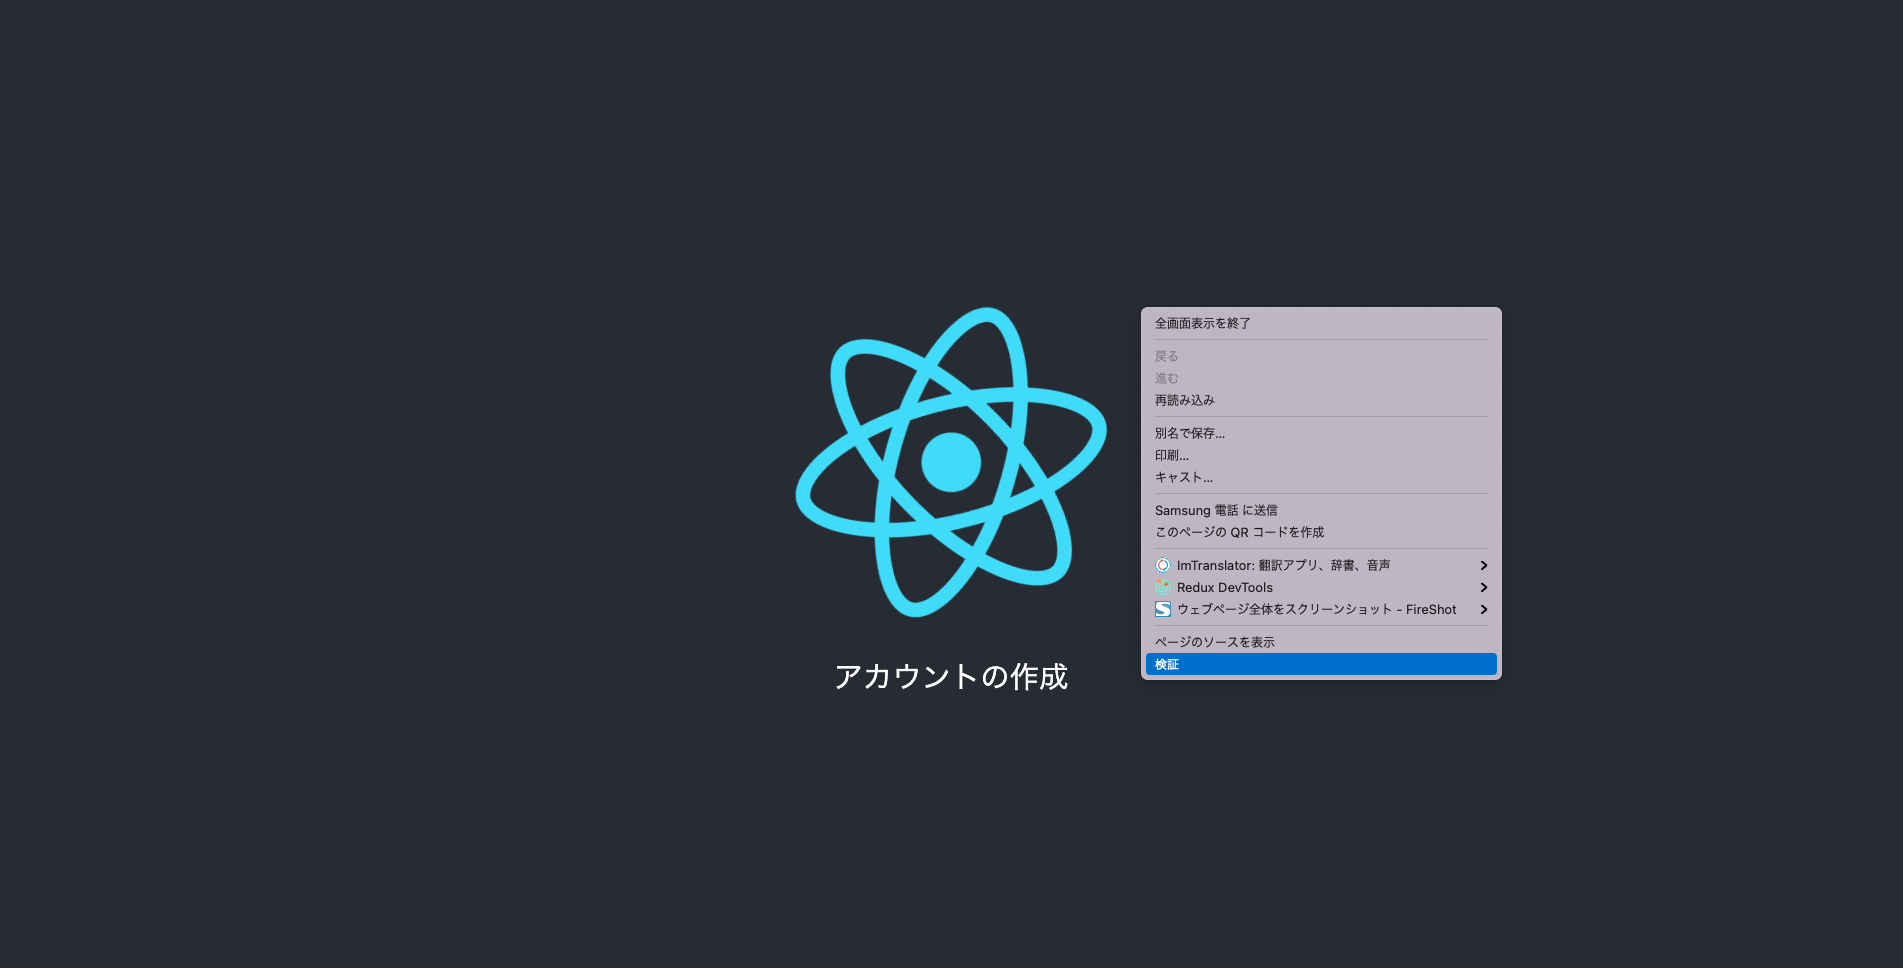 全画面表示を終了
戻る
進む
再読み込み
別名で保存...
印刷...
キャスト...
Samsung 電話 に送信
このページの QR コードを作成
ImTranslator: 翻訳アプリ、辞書、音声
Redux DevTools
ウェブページ全体をスクリーンショット - FireShot
ページのソースを表示
検証
アカウントの作成